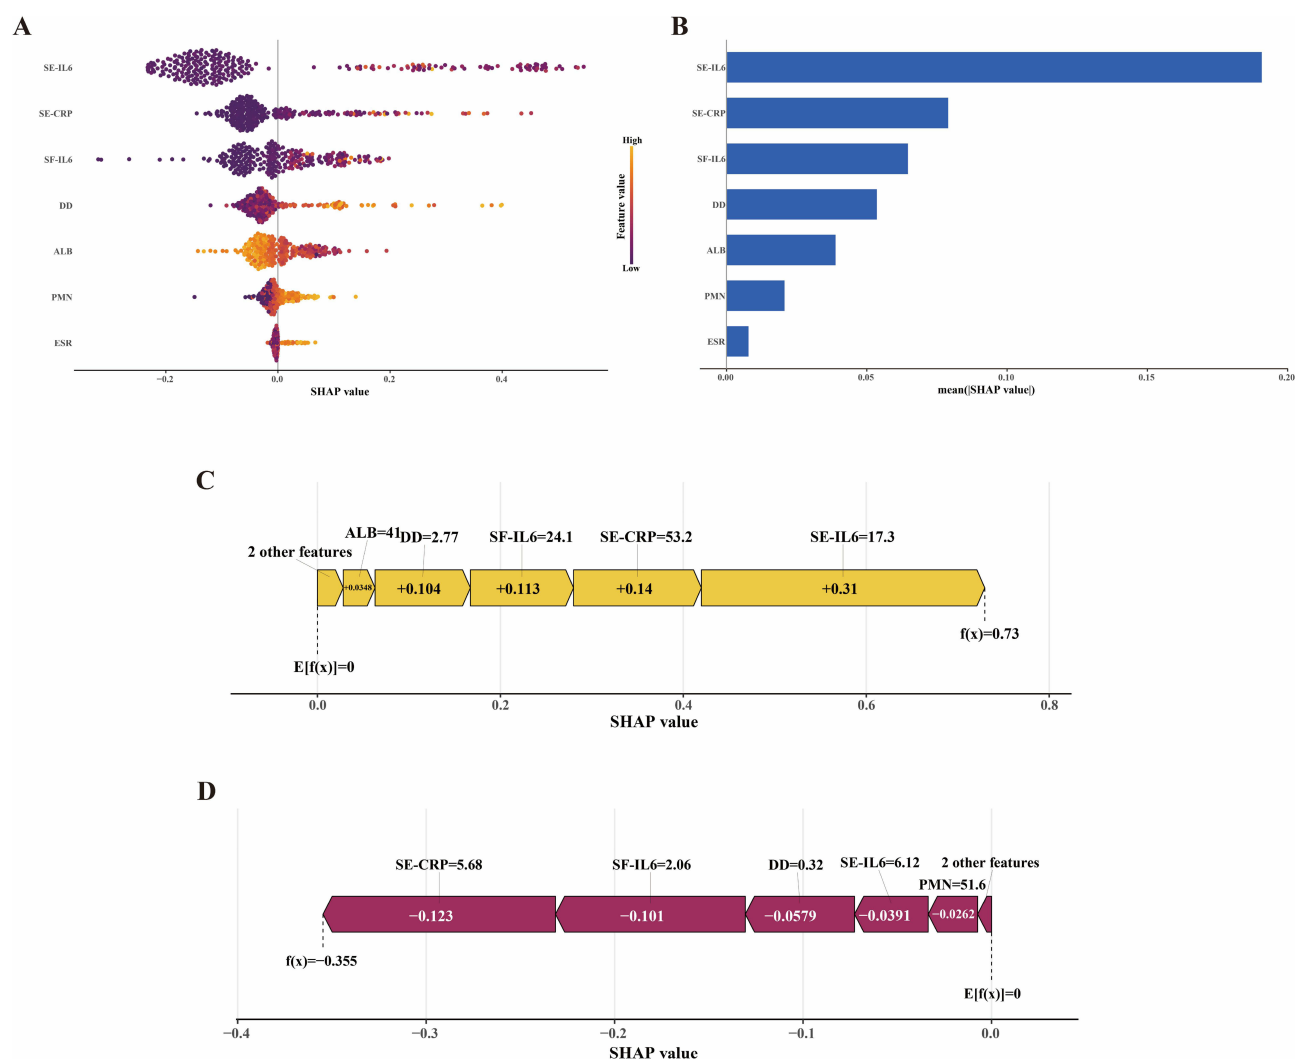 A
SE-IL6
SE-CRP
SF-IL6
DD
ALB
PMN
ESR
−0.2 0.0 0.2 0.4
SHAP value
High
Feature value
Low
B
SE-IL6
SE-CRP
SF-IL6
DD
ALB
PMN
ESR
0.00 0.05 0.10 0.15 0.20
mean(|SHAP value|)
C
2 other features ALB=41 DD=2.77 SF-IL6=24.1 SE-CRP=53.2 SE-IL6=17.3
+0.0348 +0.104 +0.113 +0.14 +0.31
f(x)=0.73
E[f(x)]=0
0.0 0.2 0.4 0.6 0.8
SHAP value
D
SE-CRP=5.68 SF-IL6=2.06 DD=0.32 SE-IL6=6.12 2 other features
PMN=51.6
−0.123 −0.101 −0.0579 −0.0391 −0.0262
f(x)=−0.355
E[f(x)]=0
−0.4 −0.3 −0.2 −0.1 0.0
SHAP value